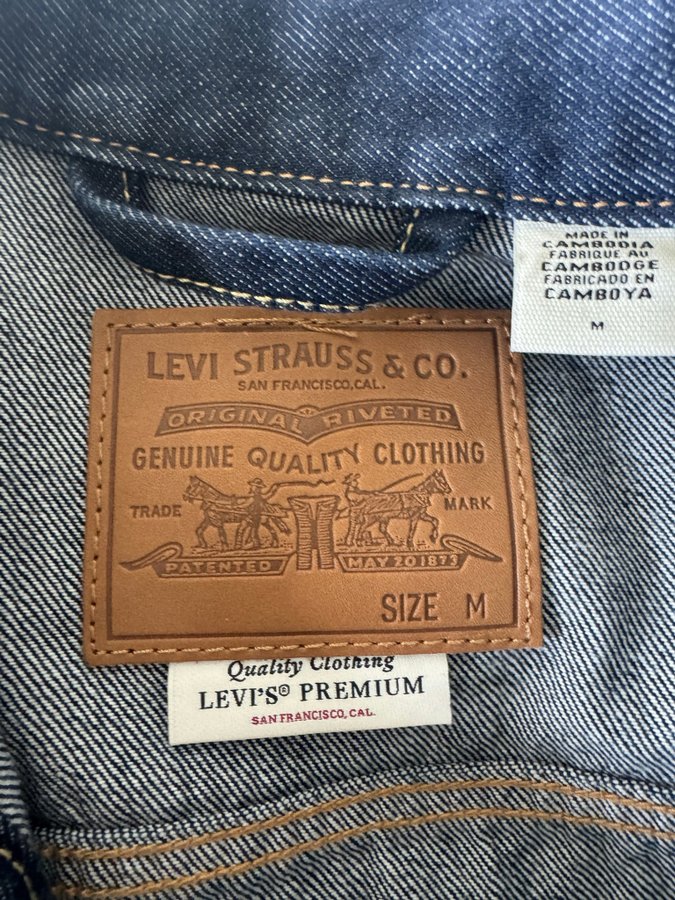 MADE IN
CAMBODIA
FABRIQUE AU
CAMBODGE
FABRICADO EN
CAMBOYA
M
LEVI STRAUSS & CO.
SAN FRANCISCO, CAL.
ORIGINAL RIVETED
GENUINE QUALITY CLOTHING
TRADE MARK
PATENTED MAY 20 1873
SIZE M
Quality Clothing
LEVI'S® PREMIUM
SAN FRANCISCO, CAL.